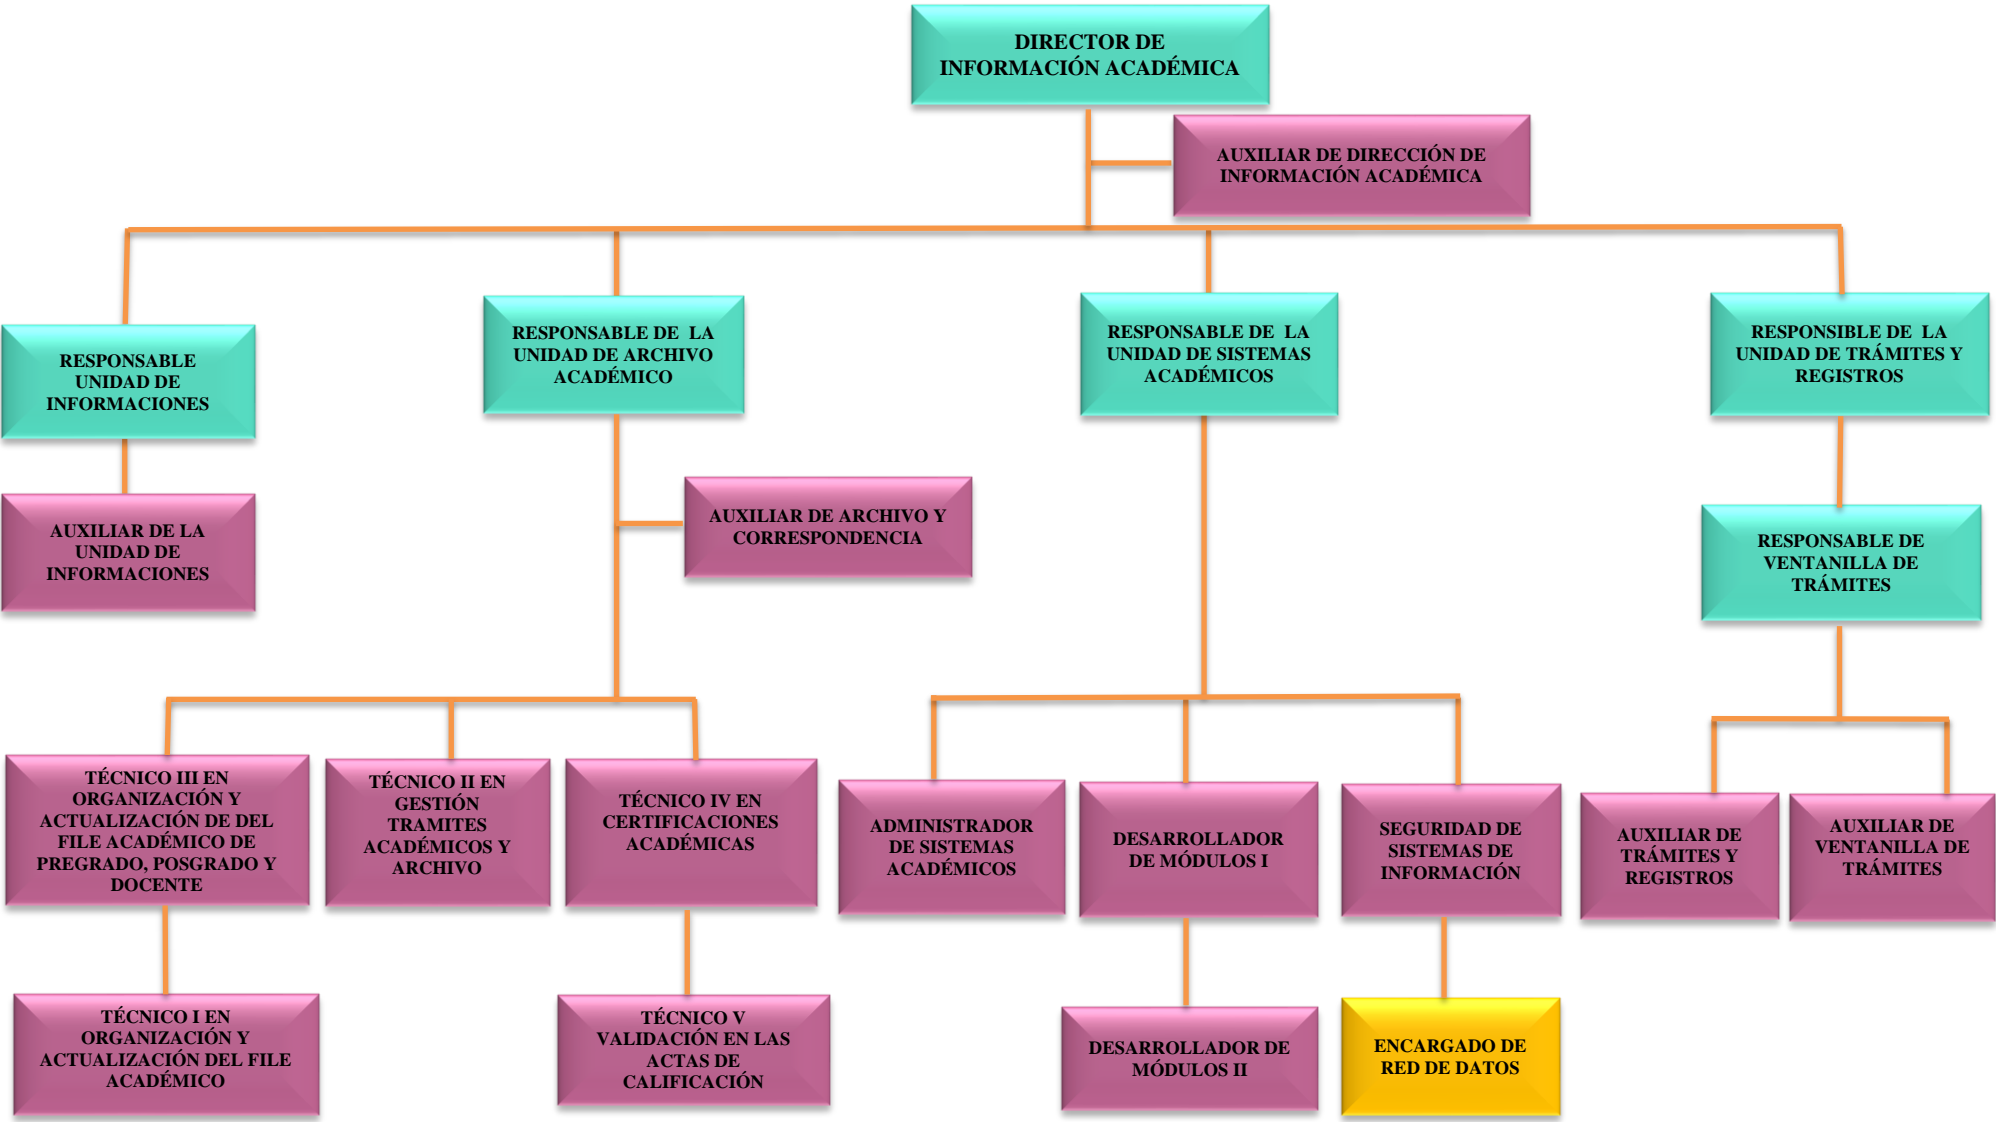 DIRECTOR DE
INFORMACIÓN ACADÉMICA
AUXILIAR DE DIRECCIÓN DE
INFORMACIÓN ACADÉMICA
RESPONSABLE
UNIDAD DE
INFORMACIONES
RESPONSABLE DE LA
UNIDAD DE ARCHIVO
ACADÉMICO
RESPONSABLE DE LA
UNIDAD DE SISTEMAS
ACADÉMICOS
RESPONSIBLE DE LA
UNIDAD DE TRÁMITES Y
REGISTROS
AUXILIAR DE LA
UNIDAD DE
INFORMACIONES
AUXILIAR DE ARCHIVO Y
CORRESPONDENCIA
RESPONSABLE DE
VENTANILLA DE
TRÁMITES
TÉCNICO III EN
ORGANIZACIÓN Y
ACTUALIZACIÓN DE DEL
FILE ACADÉMICO DE
PREGRADO, POSGRADO Y
DOCENTE
TÉCNICO II EN
GESTIÓN
TRAMITES
ACADÉMICOS Y
ARCHIVO
TÉCNICO IV EN
CERTIFICACIONES
ACADÉMICAS
ADMINISTRADOR
DE SISTEMAS
ACADÉMICOS
DESARROLLADOR
DE MÓDULOS I
SEGURIDAD DE
SISTEMAS DE
INFORMACIÓN
AUXILIAR DE
TRÁMITES Y
REGISTROS
AUXILIAR DE
VENTANILLA DE
TRÁMITES
TÉCNICO I EN
ORGANIZACIÓN Y
ACTUALIZACIÓN DEL FILE
ACADÉMICO
TÉCNICO V
VALIDACIÓN EN LAS
ACTAS DE
CALIFICACIÓN
DESARROLLADOR DE
MÓDULOS II
ENCARGADO DE
RED DE DATOS